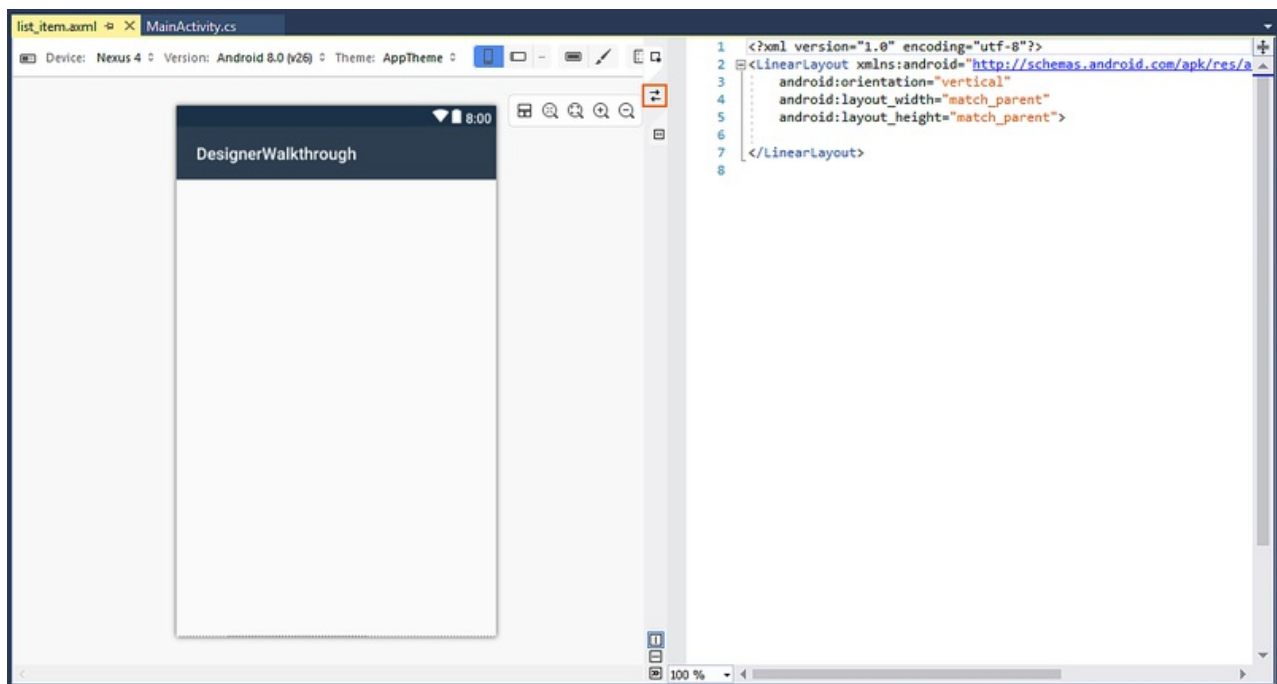 list_item.axml MainActivity.cs
Device: Nexus 4 Version: Android 8.0 (v26) Theme: AppTheme
8:00
DesignerWalkthrough
1 <?xml version="1.0" encoding="utf-8"?>
2 <LinearLayout xmlns:android="http://schemas.android.com/apk/res/a
3 android:orientation="vertical"
4 android:layout_width="match_parent"
5 android:layout_height="match_parent">
6
7 </LinearLayout>
8
100 %